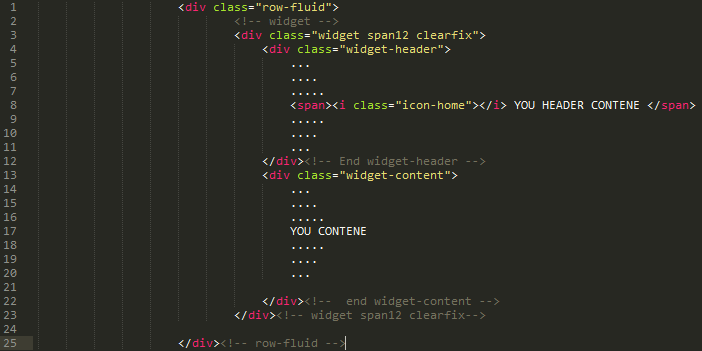 1 <div class="row-fluid">
2 <!-- widget -->
3 <div class="widget span12 clearfix">
4 <div class="widget-header">
5 ...
6 ....
7 .....
8 <span><i class="icon-home"></i> YOU HEADER CONTENE </span>
9 .....
10 ....
11 ...
12 </div><!-- End widget-header -->
13 <div class="widget-content">
14 ...
15 ....
16 .....
17 YOU CONTENE
18 .....
19 ....
20 ...
21
22 </div><!--  end widget-content -->
23 </div><!-- widget span12 clearfix-->
24
25 </div><!-- row-fluid -->